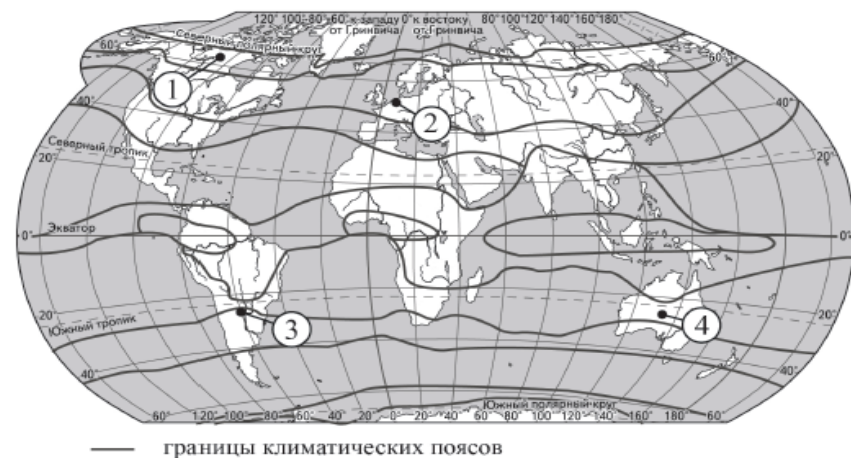 120° 100° 80° 60° к западу 0° к востоку 80° 100° 120° 140° 160° 180°
от Гринвича от Гринвича
Северный полярный круг
60° 60°
1
40° 2 40°
20° Северный тропик 20°
Экватор
0° 0°
20° Южный тропик 3 4 20°
40° 40°
Южный полярный круг
60° 120° 100° 80° 60° 40° 20° 0° 20° 40° 60° 80° 100° 120° 140° 160° 180° 60°
границы климатических поясов